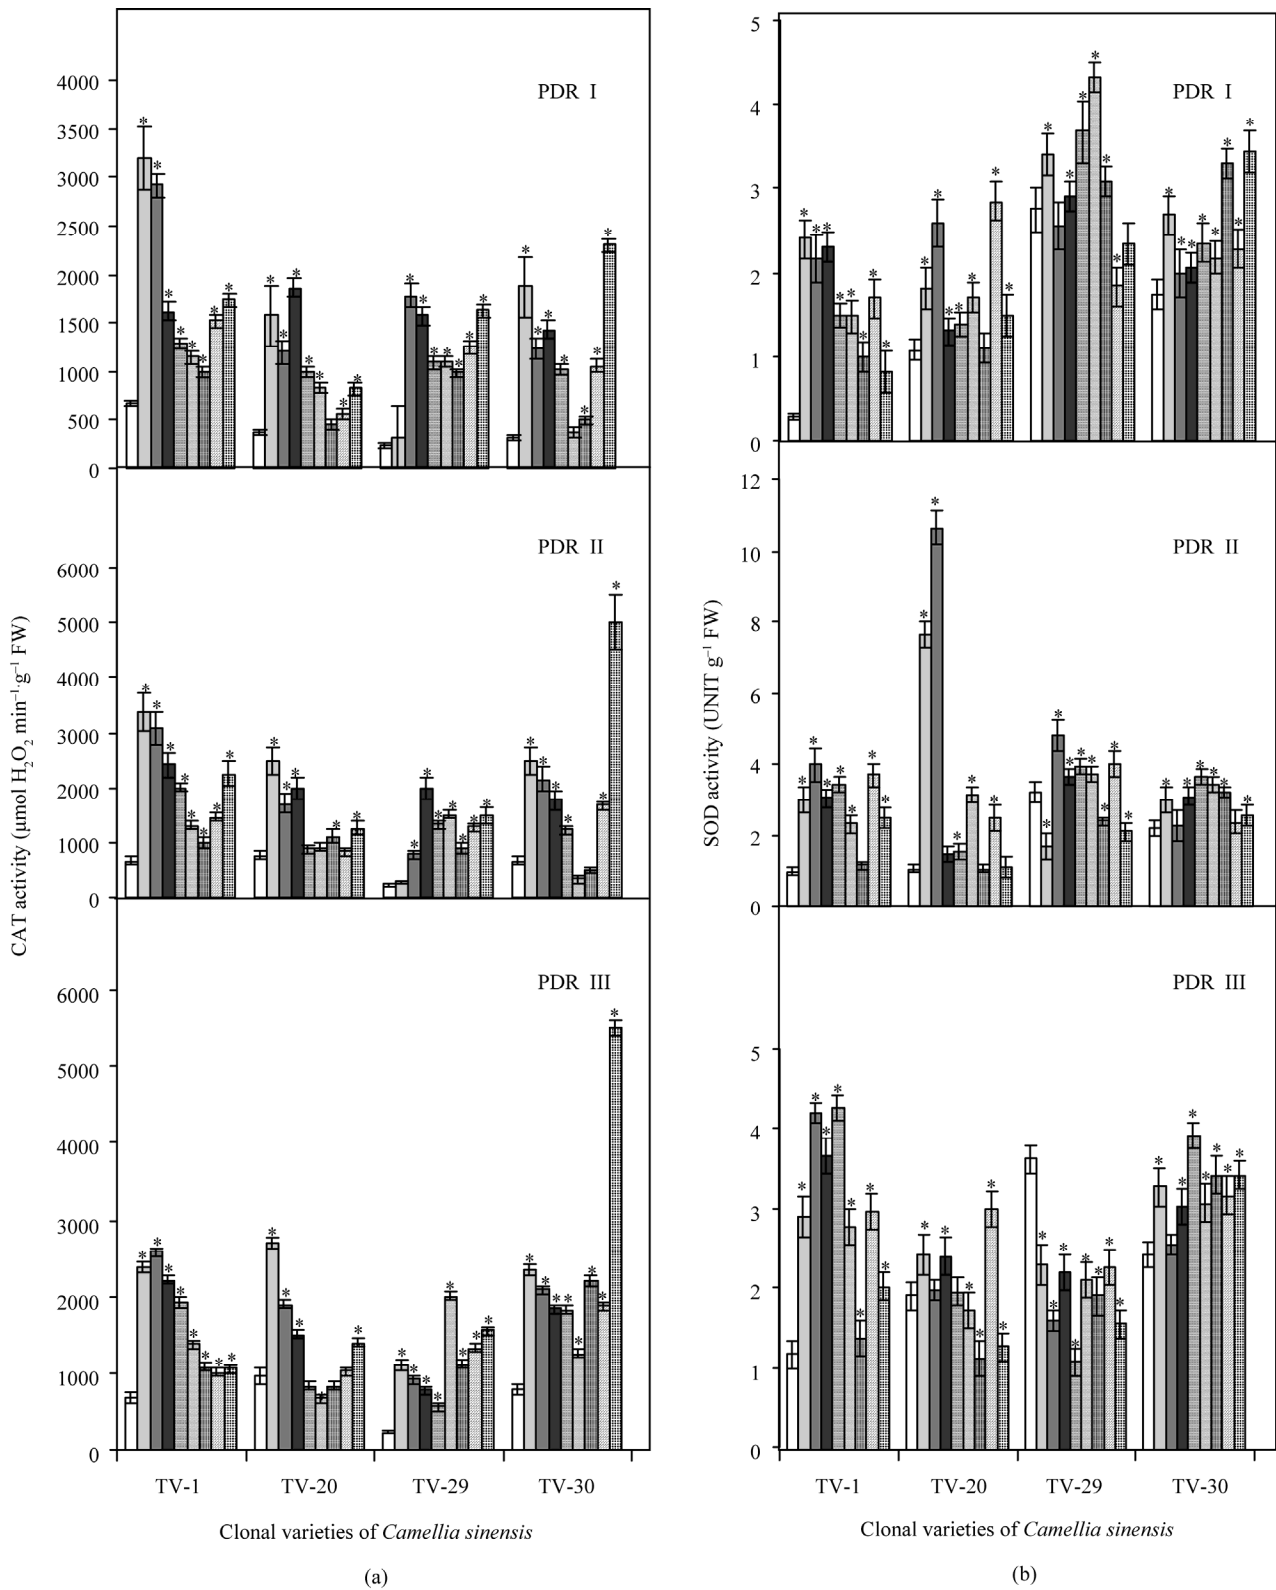 CAT activity (µmol H₂O₂ min⁻¹·g⁻¹ FW)
PDR I
4000
3500
3000
2500
2000
1500
1000
500
0
* * * * * * * *
* * * * * * *
* * * * * * *
* * * * * * *
PDR II
6000
5000
4000
3000
2000
1000
0
* * * * * * * *
* * * * *
* * * * * * *
* * * * * *
PDR III
6000
5000
4000
3000
2000
1000
0
* * * * * * * *
* * * * *
* * * * * * * *
* * * * * * * *
TV-1 TV-20 TV-29 TV-30
Clonal varieties of Camellia sinensis
(a)
SOD activity (UNIT g⁻¹ FW)
PDR I
5
4
3
2
1
0
* * * * * * * *
* * * * * * *
* * * * * *
* * * * * * * *
PDR II
12
10
8
6
4
2
0
* * * * * * *
* * * * *
* * * * * * * *
* * * * * *
PDR III
5
4
3
2
1
0
* * * * * * * *
* * * * * *
* * * * * * * *
* * * * * * *
TV-1 TV-20 TV-29 TV-30
Clonal varieties of Camellia sinensis
(b)